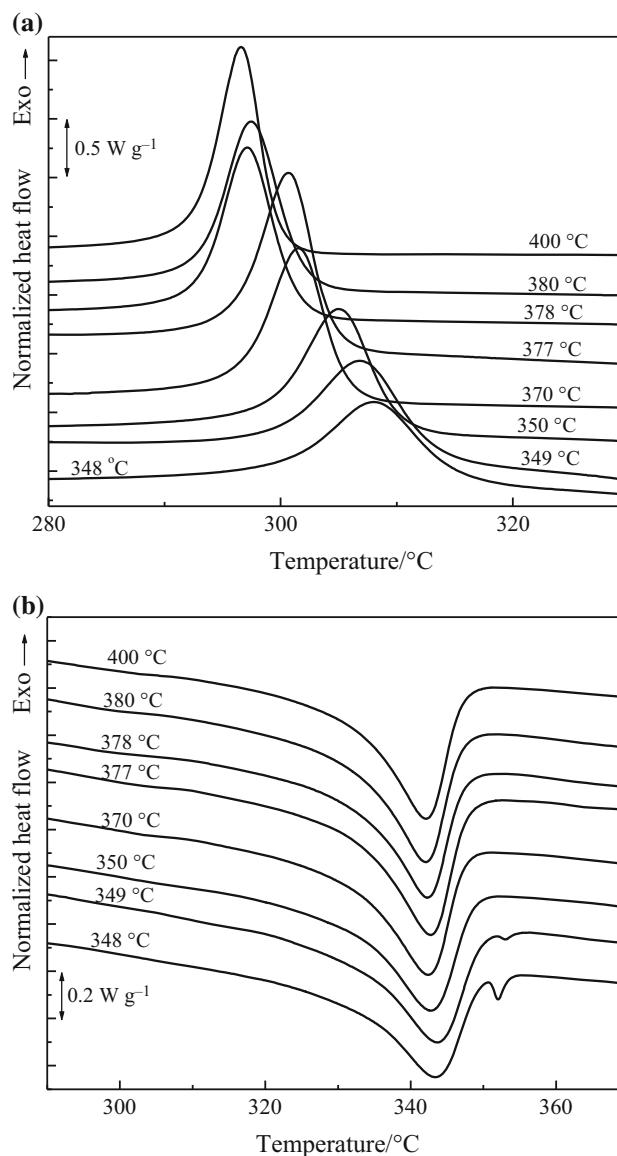 (a)
Normalized heat flow Exo →
0.5 W g⁻¹
400 °C
380 °C
378 °C
377 °C
370 °C
350 °C
349 °C
348 °C
280 300 320
Temperature/°C
(b)
Normalized heat flow Exo →
400 °C
380 °C
378 °C
377 °C
370 °C
350 °C
349 °C
348 °C
0.2 W g⁻¹
300 320 340 360
Temperature/°C